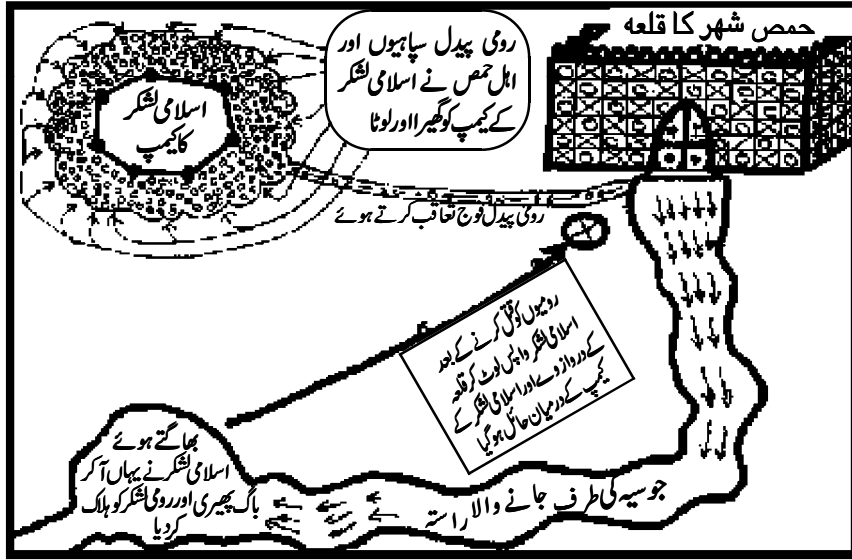 حمص شہر کا قلعہ
رومی پیدل سپاہیوں اور
اہل حمص نے اسلامی لشکر
کے کیمپ کو گھیرا اور لوٹا
اسلامی لشکر
کا کیمپ
رومی پیدل فوج تعاقب کرتے ہوئے
رومیوں کو قتل کرنے کے بعد
اسلامی لشکر واپس لوٹ کر قلعہ
کے دروازوے اور اسلامی لشکر کے
کیمپ کے درمیان حائل ہو گیا
بھاگتے ہوئے
اسلامی لشکر نے یہاں آ کر
باگ پھیری اور رومی لشکر کو ہلاک
کر دیا
جوسیہ کی طرف جانے والا راستہ